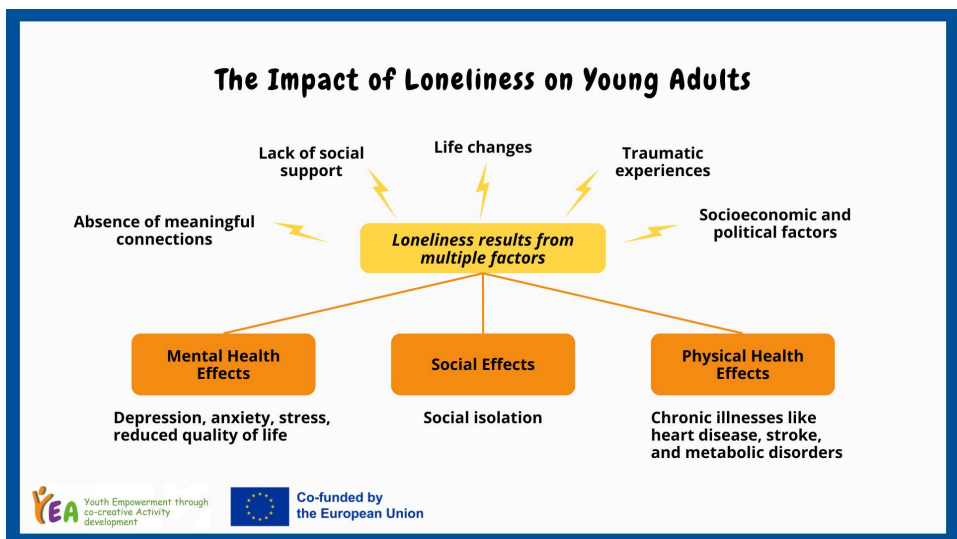 The Impact of Loneliness on Young Adults
Life changes
Lack of social
support
Traumatic
experiences
Absence of meaningful
connections
Socioeconomic and
political factors
Loneliness results from
multiple factors
Mental Health
Effects
Social Effects
Physical Health
Effects
Depression, anxiety, stress,
reduced quality of life
Social isolation
Chronic illnesses like
heart disease, stroke,
and metabolic disorders
YEA
Youth Empowerment through
co-creative Activity
development
Co-funded by
the European Union